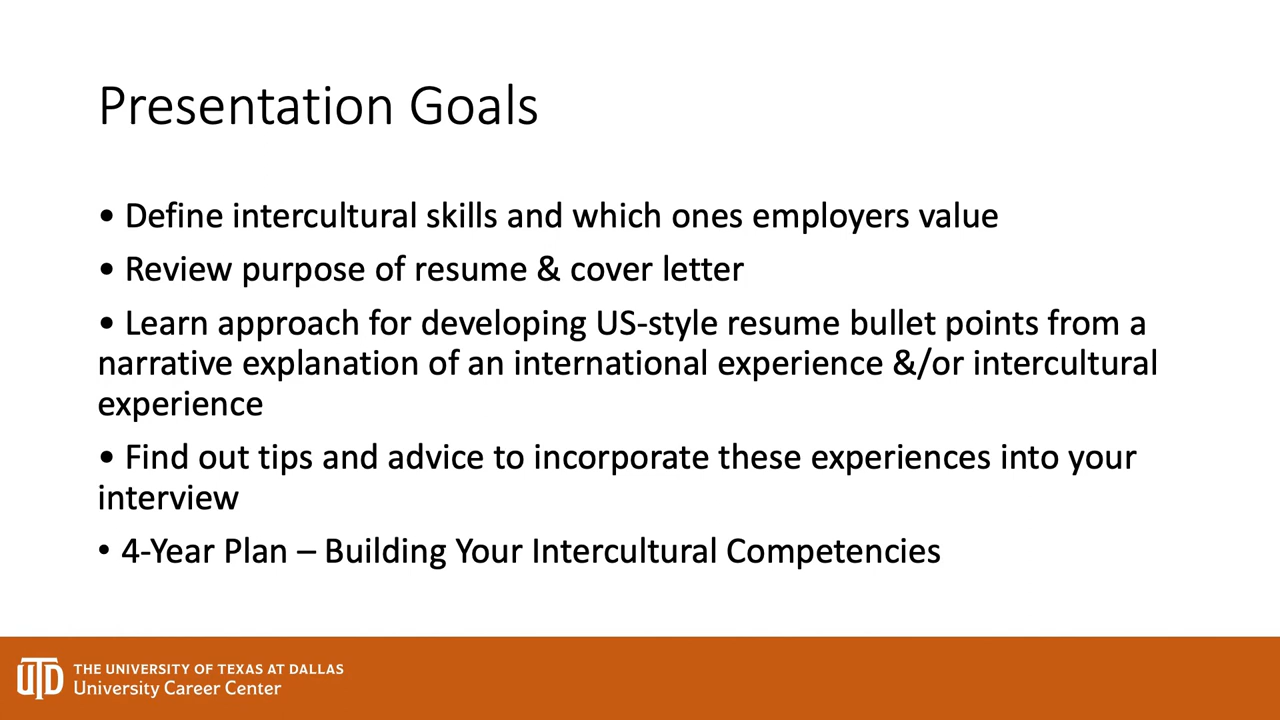 Presentation Goals
• Define intercultural skills and which ones employers value
• Review purpose of resume & cover letter
• Learn approach for developing US-style resume bullet points from a
narrative explanation of an international experience &/or intercultural
experience
• Find out tips and advice to incorporate these experiences into your
interview
• 4-Year Plan – Building Your Intercultural Competencies
UTD
THE UNIVERSITY OF TEXAS AT DALLAS
University Career Center